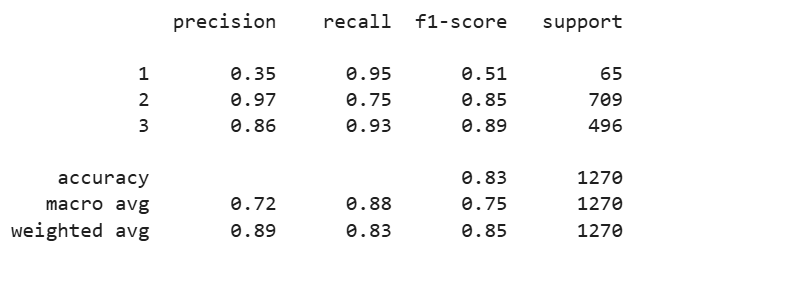 precision recall f1-score support
1 0.35 0.95 0.51 65
2 0.97 0.75 0.85 709
3 0.86 0.93 0.89 496
accuracy 0.83 1270
macro avg 0.72 0.88 0.75 1270
weighted avg 0.89 0.83 0.85 1270